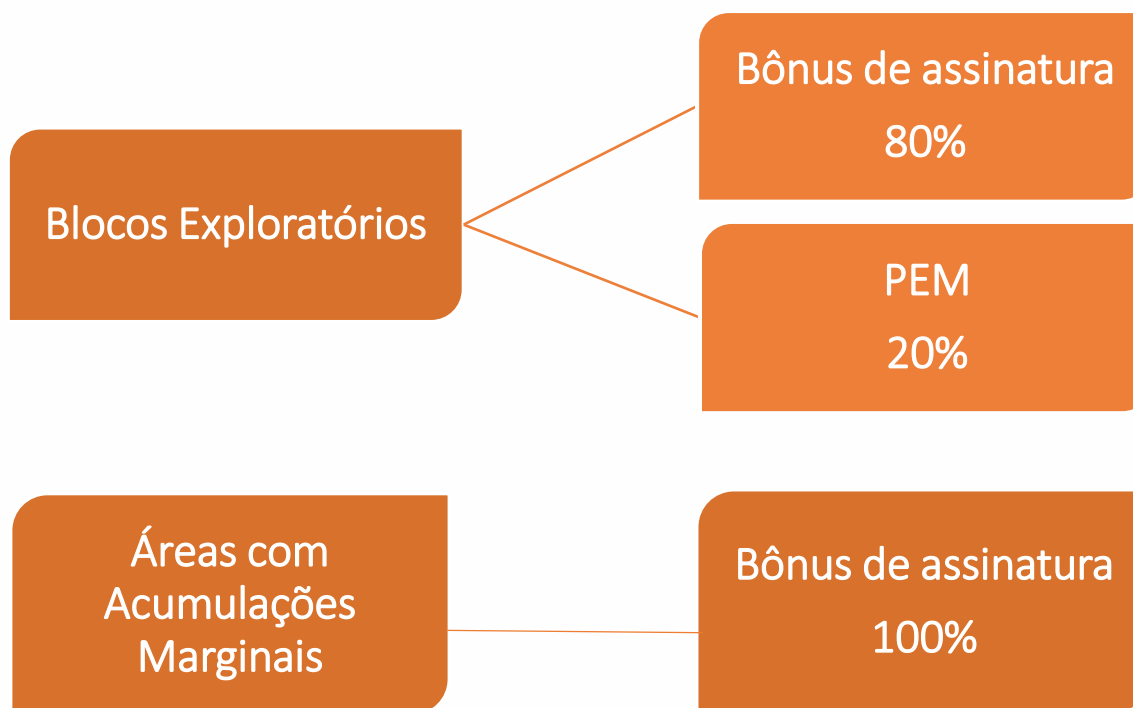 Blocos Exploratórios
Bônus de assinatura
80%
PEM
20%
Áreas com
Acumulações
Marginais
Bônus de assinatura
100%